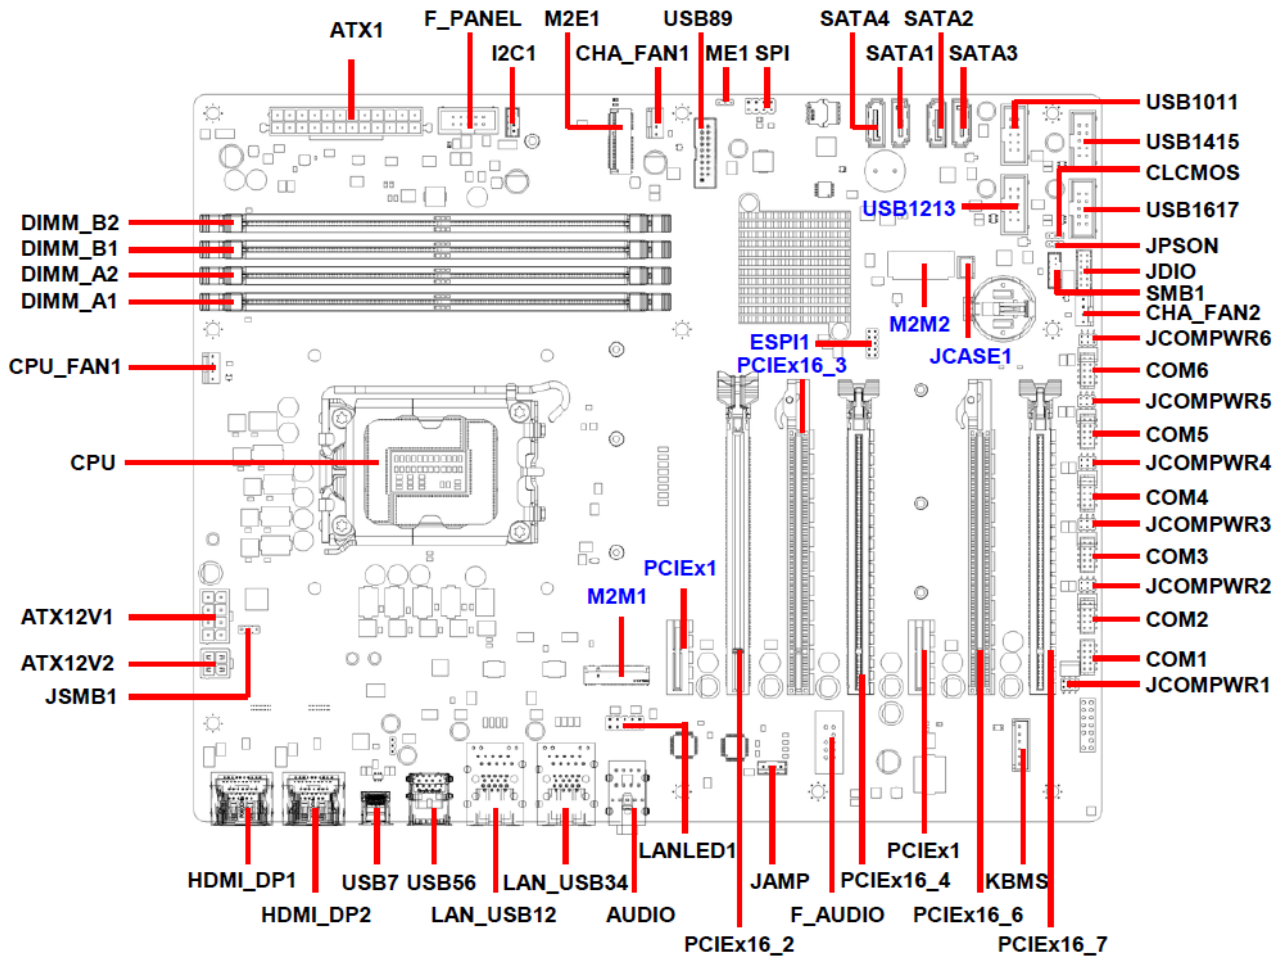 ATX1
F_PANEL
I2C1
M2E1
CHA_FAN1
USB89
ME1
SPI
SATA4
SATA2
SATA1
SATA3
USB1011
USB1415
CLCMOS
USB1213
USB1617
JPSON
JDIO
SMB1
CHA_FAN2
JCOMPWR6
COM6
JCOMPWR5
COM5
JCOMPWR4
COM4
JCOMPWR3
COM3
JCOMPWR2
COM2
COM1
JCOMPWR1
DIMM_B2
DIMM_B1
DIMM_A2
DIMM_A1
CPU_FAN1
CPU
ATX12V1
ATX12V2
JSMB1
M2M2
ESPI1
JCASE1
PCIEx16_3
PCIEx1
M2M1
HDMI_DP1
HDMI_DP2
USB7
USB56
LAN_USB12
LAN_USB34
AUDIO
LANLED1
PCIEx16_2
JAMP
F_AUDIO
PCIEx16_4
PCIEx1
PCIEx16_6
KBMS
PCIEx16_7